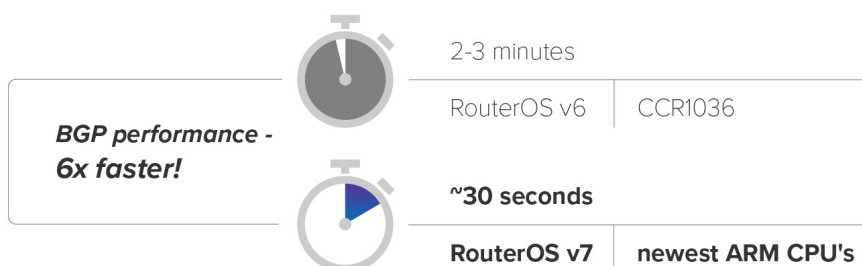 BGP performance -
6x faster!
2-3 minutes
RouterOS v6 CCR1036
~30 seconds
RouterOS v7 newest ARM CPU's